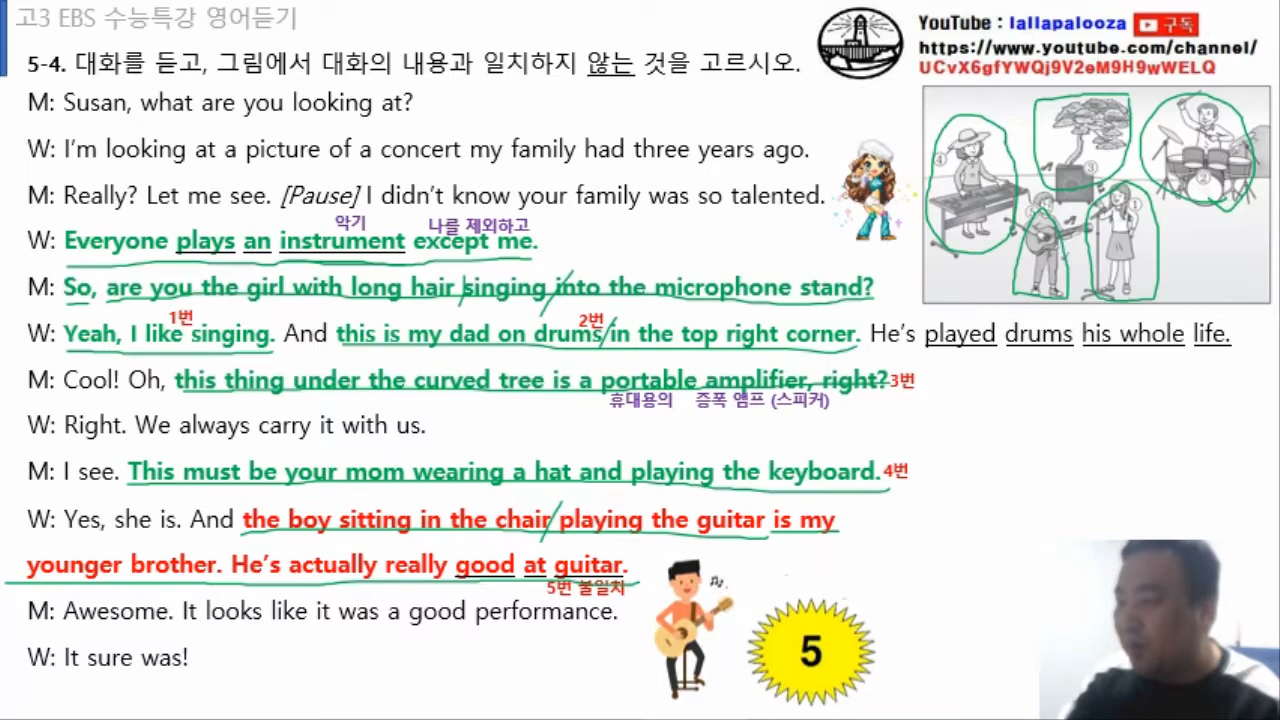 고3 EBS 수능특강 영어듣기
YouTube : lallapalooza 구독
https://www.youtube.com/channel/
UCvX6gfYWQj9V2eM9H9wWELQ
5-4. 대화를 듣고, 그림에서 대화의 내용과 일치하지 않는 것을 고르시오.
M: Susan, what are you looking at?
W: I'm looking at a picture of a concert my family had three years ago.
M: Really? Let me see. [Pause] I didn't know your family was so talented.
악기 나를 제외하고
W: Everyone plays an instrument except me.
M: So, are you the girl with long hair singing into the microphone stand?
1번 2번
W: Yeah, I like singing. And this is my dad on drums in the top right corner. He's played drums his whole life.
M: Cool! Oh, this thing under the curved tree is a portable amplifier, right? 3번
휴대용의 증폭 앰프 (스피커)
W: Right. We always carry it with us.
M: I see. This must be your mom wearing a hat and playing the keyboard. 4번
W: Yes, she is. And the boy sitting in the chair playing the guitar is my
younger brother. He's actually really good at guitar.
5번 불일치
M: Awesome. It looks like it was a good performance.
W: It sure was!
5
④
③
②
①